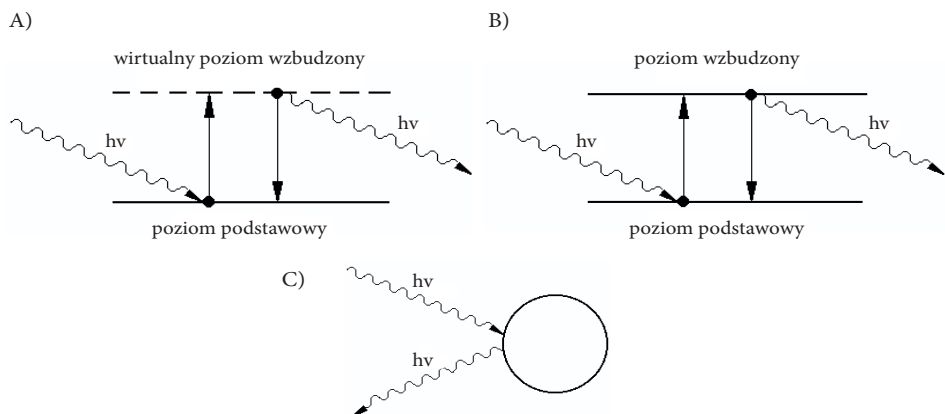 A)
wirtualny poziom wzbudzony
hv
hv
poziom podstawowy
B)
poziom wzbudzony
hv
hv
poziom podstawowy
C)
hv
hv